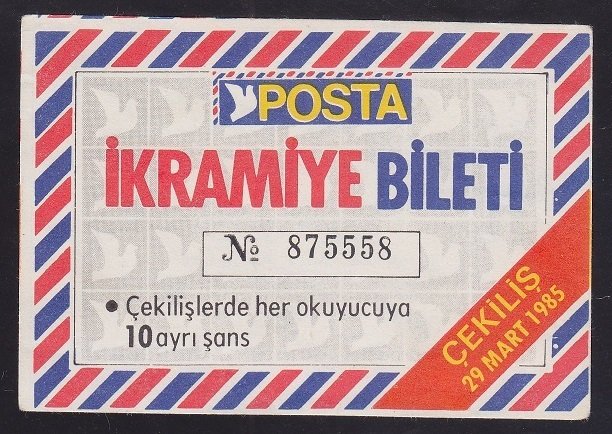 POSTA
İKRAMİYE BİLETİ
№ 875558
• Çekilişlerde her okuyucuya
10 ayrı şans
ÇEKİLİŞ
29 MART 1985